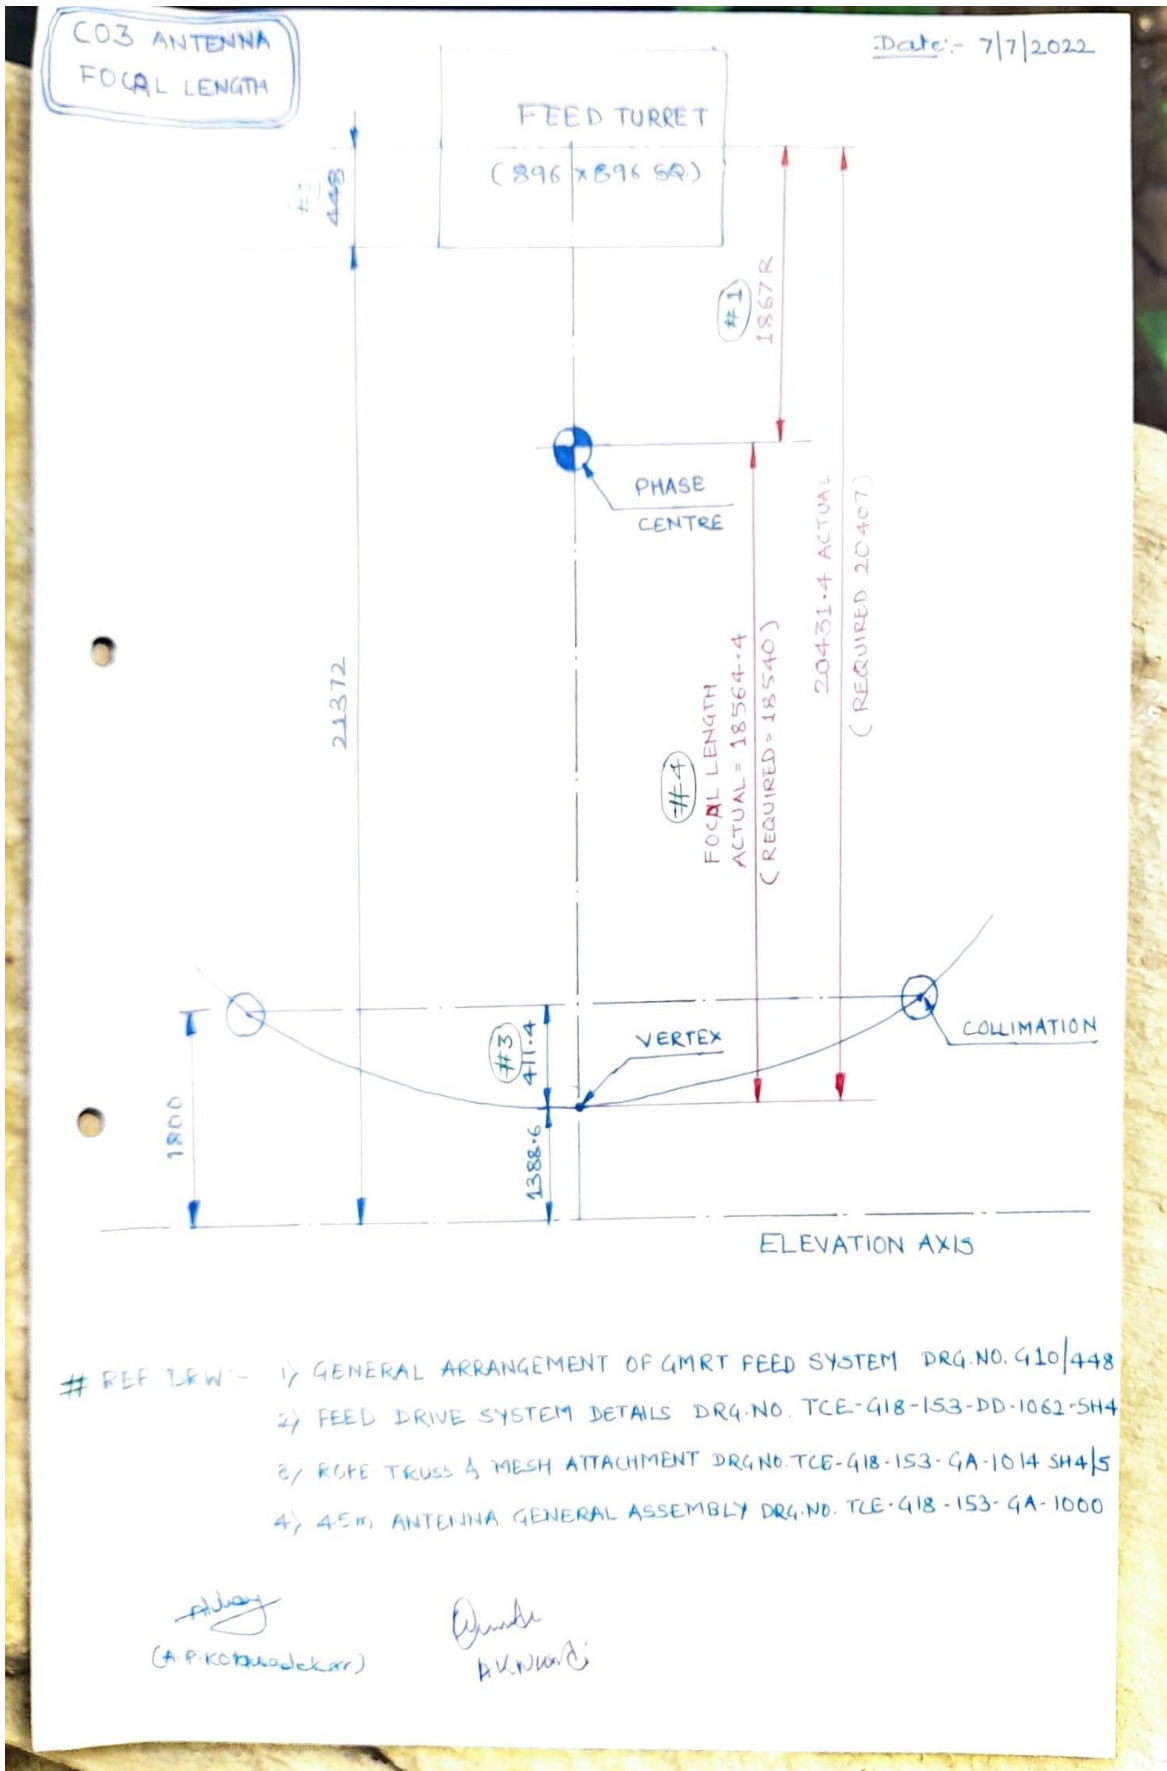 C03 ANTENNA
FOCAL LENGTH
Date:- 7/7/2022
FEED TURRET
(896 x 896 SQ.)
448
#1
1867 R
PHASE
CENTRE
20431.4 ACTUAL
(REQUIRED 20407)
21372
#4
FOCAL LENGTH
ACTUAL = 18564.4
(REQUIRED = 18540)
#3
411.4
VERTEX
COLLIMATION
1800
1388.6
ELEVATION AXIS
# REF DRW - 1) GENERAL ARRANGEMENT OF GMRT FEED SYSTEM DRG.NO. G10/448
2) FEED DRIVE SYSTEM DETAILS DRG.NO. TCE-G18-153-DD-1062-SH4
3) ROPE TRUSS & MESH ATTACHMENT DRG.NO. TCE-G18-153-GA-1014 SH4/5
4) 45m ANTENNA GENERAL ASSEMBLY DRG.NO. TCE-G18-153-GA-1000